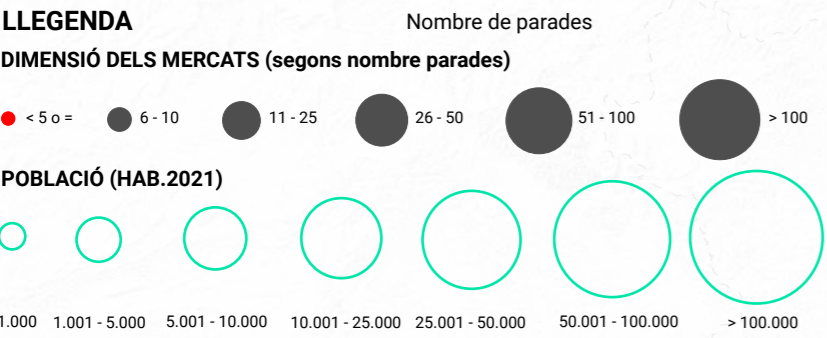 LLEGENDA
Nombre de parades
DIMENSIÓ DELS MERCATS (segons nombre parades)
< 5 o = 6 - 10 11 - 25 26 - 50 51 - 100 > 100
POBLACIÓ (HAB.2021)
1.000 1.001 - 5.000 5.001 - 10.000 10.001 - 25.000 25.001 - 50.000 50.001 - 100.000 > 100.000